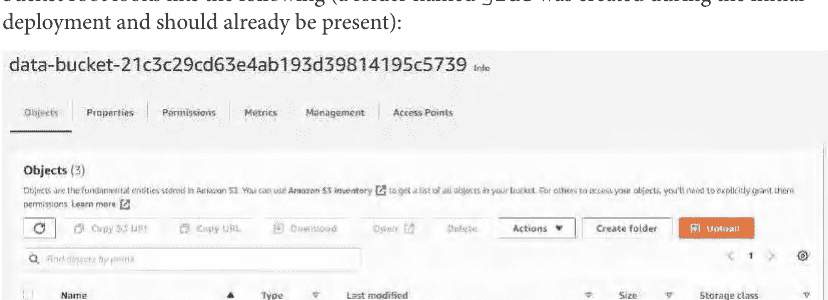 deployment and should already be present):
data-bucket-21c3c29cd63e4ab193d39814195c5739 Info
Objects Properties Permissions Metrics Management Access Points
Objects (3)
Objects are the fundamental entities stored in Amazon S3. You can use Amazon S3 inventory to get a list of all objects in your bucket. For others to access your objects, you'll need to explicitly grant them
permissions. Learn more
Copy S3 URI Copy URL Download Open Delete Actions Create folder Upload
Find objects by prefix
1
Name Type Last modified Size Storage class